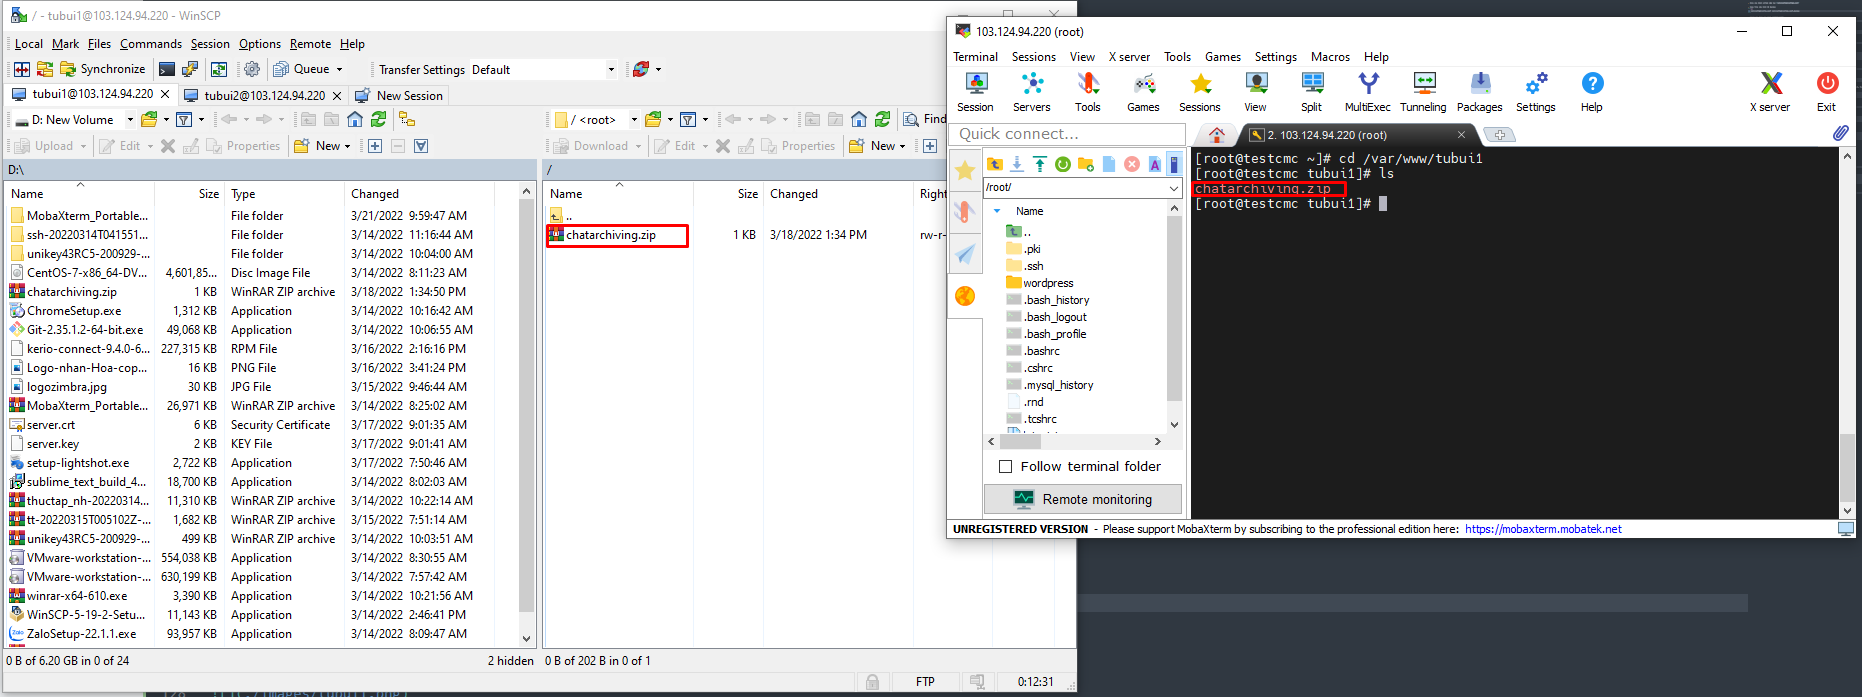 / - tubui1@103.124.94.220 - WinSCP
Local Mark Files Commands Session Options Remote Help
Synchronize Queue Transfer Settings Default
tubui1@103.124.94.220 tubui2@103.124.94.220 New Session
D: New Volume
Upload Edit Properties New
D:\
Name Size Type Changed
MobaXterm_Portable... File folder 3/21/2022 9:59:47 AM
ssh-20220314T041551... File folder 3/14/2022 11:16:44 AM
unikey43RC5-200929-... File folder 3/14/2022 10:04:00 AM
CentOS-7-x86_64-DV... 4,601,85... Disc Image File 3/14/2022 8:11:23 AM
chatarchiving.zip 1 KB WinRAR ZIP archive 3/18/2022 1:34:50 PM
ChromeSetup.exe 1,312 KB Application 3/14/2022 10:16:42 AM
Git-2.35.1.2-64-bit.exe 49,068 KB Application 3/14/2022 10:06:55 AM
kerio-connect-9.4.0-6... 227,315 KB RPM File 3/16/2022 2:16:16 PM
Logo-nhan-Hoa-cop... 16 KB PNG File 3/16/2022 3:41:24 PM
logozimbra.jpg 30 KB JPG File 3/15/2022 9:46:44 AM
MobaXterm_Portable... 26,971 KB WinRAR ZIP archive 3/14/2022 8:25:02 AM
server.crt 6 KB Security Certificate 3/17/2022 9:01:35 AM
server.key 2 KB KEY File 3/17/2022 9:01:41 AM
setup-lightshot.exe 2,722 KB Application 3/17/2022 7:50:46 AM
sublime_text_build_4... 18,700 KB Application 3/14/2022 8:02:03 AM
thuctap_nh-20220314... 11,310 KB WinRAR ZIP archive 3/14/2022 10:22:14 AM
tt-20220315T005102Z-... 1,682 KB WinRAR ZIP archive 3/15/2022 7:51:14 AM
unikey43RC5-200929-... 499 KB WinRAR ZIP archive 3/14/2022 10:03:51 AM
VMware-workstation-... 554,038 KB Application 3/14/2022 8:30:55 AM
VMware-workstation-... 630,199 KB Application 3/14/2022 7:57:42 AM
winrar-x64-610.exe 3,390 KB Application 3/14/2022 10:21:56 AM
WinSCP-5-19-2-Setu... 11,143 KB Application 3/14/2022 2:46:41 PM
ZaloSetup-22.1.1.exe 93,957 KB Application 3/14/2022 8:09:47 AM
0 B of 6.20 GB in 0 of 24 2 hidden
/ <root> Find
Download Edit Properties New
/
Name Size Changed Right
..
chatarchiving.zip 1 KB 3/18/2022 1:34 PM rw-r-
0 B of 202 B in 0 of 1
FTP 0:12:31
103.124.94.220 (root)
Terminal Sessions View X server Tools Games Settings Macros Help
Session Servers Tools Games Sessions View Split MultiExec Tunneling Packages Settings Help X server Exit
Quick connect...
2. 103.124.94.220 (root)
/root/
Name
..
.pki
.ssh
wordpress
.bash_history
.bash_logout
.bash_profile
.bashrc
.cshrc
.mysql_history
.rnd
.tcshrc
Follow terminal folder
Remote monitoring
[root@testcmc ~]# cd /var/www/tubui1
[root@testcmc tubui1]# ls
chatarchiving.zip
[root@testcmc tubui1]#
UNREGISTERED VERSION - Please support MobaXterm by subscribing to the professional edition here: https://mobaxterm.mobatek.net